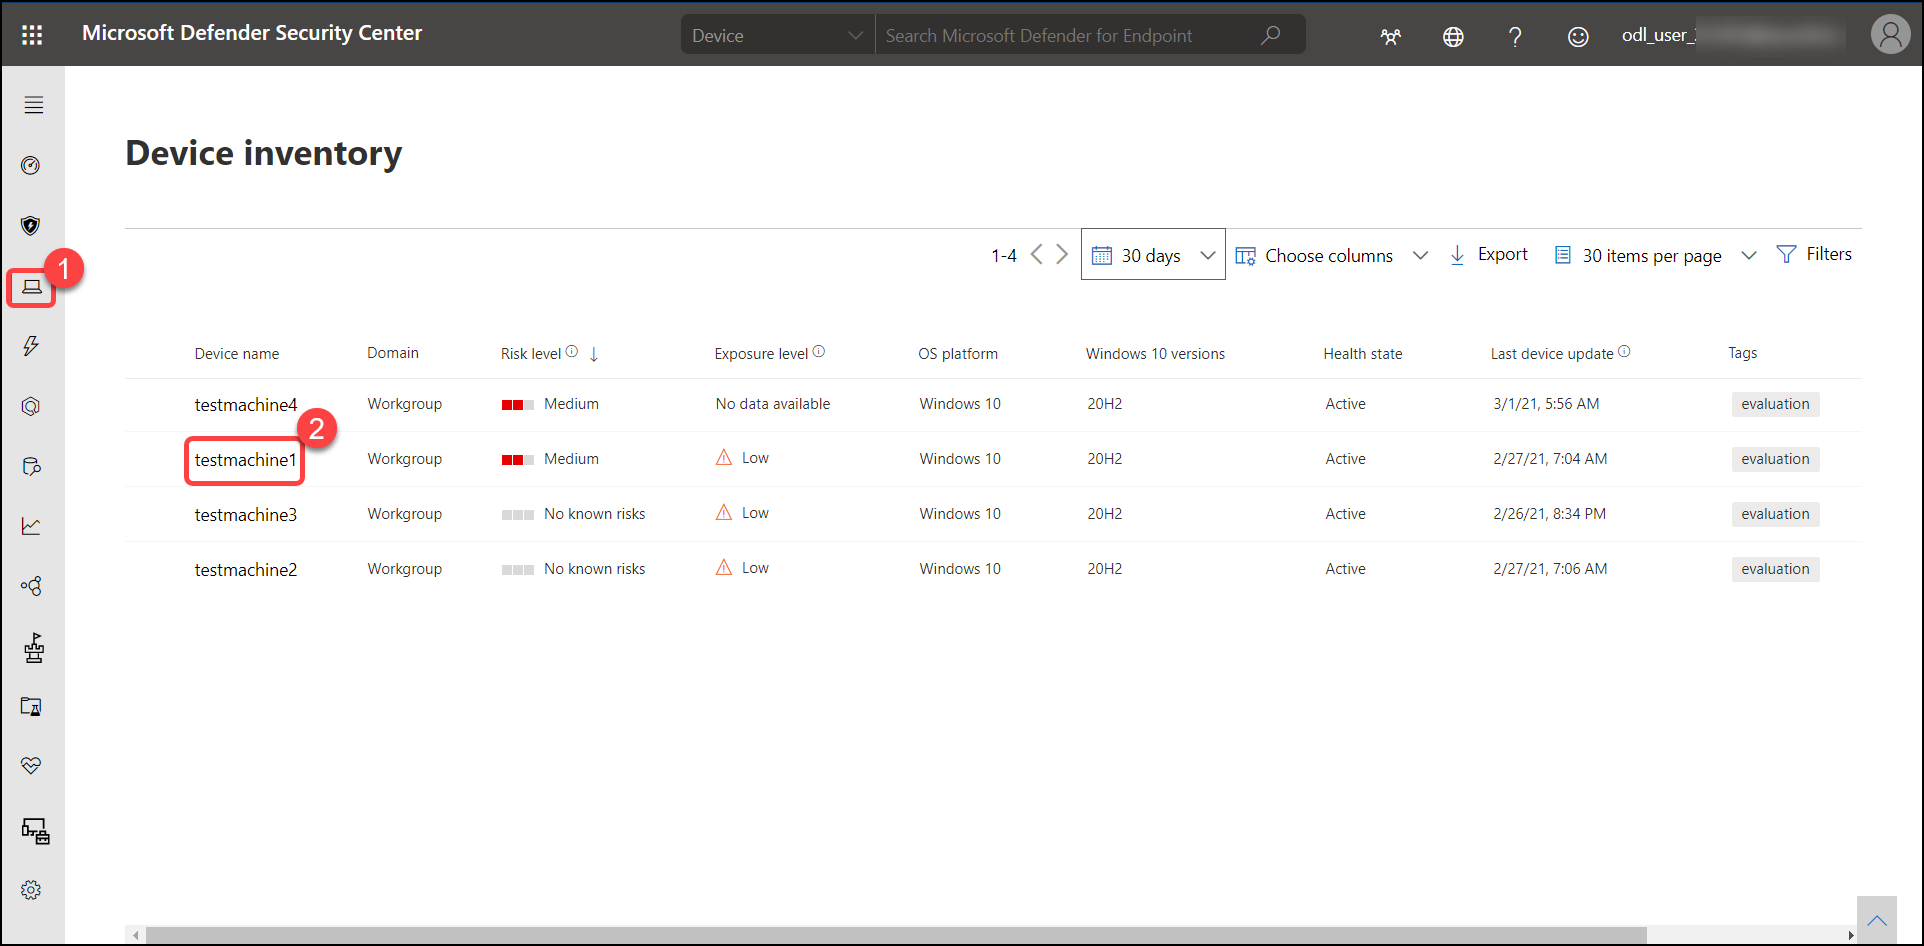 Microsoft Defender Security Center
Device
Search Microsoft Defender for Endpoint
odl_user_
Device inventory
1
1-4
30 days
Choose columns
Export
30 items per page
Filters
Device name Domain Risk level Exposure level OS platform Windows 10 versions Health state Last device update Tags
testmachine4 Workgroup Medium No data available Windows 10 20H2 Active 3/1/21, 5:56 AM evaluation
2
testmachine1 Workgroup Medium Low Windows 10 20H2 Active 2/27/21, 7:04 AM evaluation
testmachine3 Workgroup No known risks Low Windows 10 20H2 Active 2/26/21, 8:34 PM evaluation
testmachine2 Workgroup No known risks Low Windows 10 20H2 Active 2/27/21, 7:06 AM evaluation